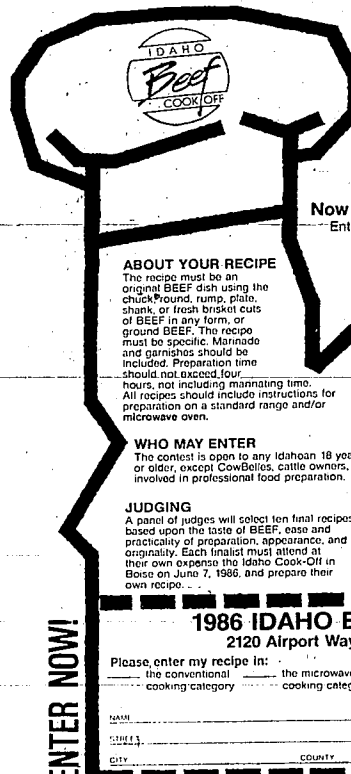 IDAHO
Beef
COOK OFF
Now
Ent
ABOUT YOUR RECIPE
The recipe must be an
original BEEF dish using the
chuck, round, rump, plate,
shank, or fresh brisket cuts
of BEEF in any form, or
ground BEEF. The recipe
must be specific. Marinade
and garnishes should be
included. Preparation time
should not exceed four
hours, not including marinating time.
All recipes should include instructions for
preparation on a standard range and/or
microwave oven.
WHO MAY ENTER
The contest is open to any Idahoan 18 yea
or older, except CowBelles, cattle owners,
involved in professional food preparation.
JUDGING
A panel of judges will select ten final recipes
based upon the taste of BEEF, ease and
practicality of preparation, appearance, and
originality. Each finalist must attend at
their own expense the Idaho Cook-Off in
Boise on June 7, 1986, and prepare their
own recipe.
ENTER NOW!
1986 IDAHO B
2120 Airport Way
Please enter my recipe in:
the conventional the microwave
cooking category cooking categ
NAME
STREET
CITY COUNTY